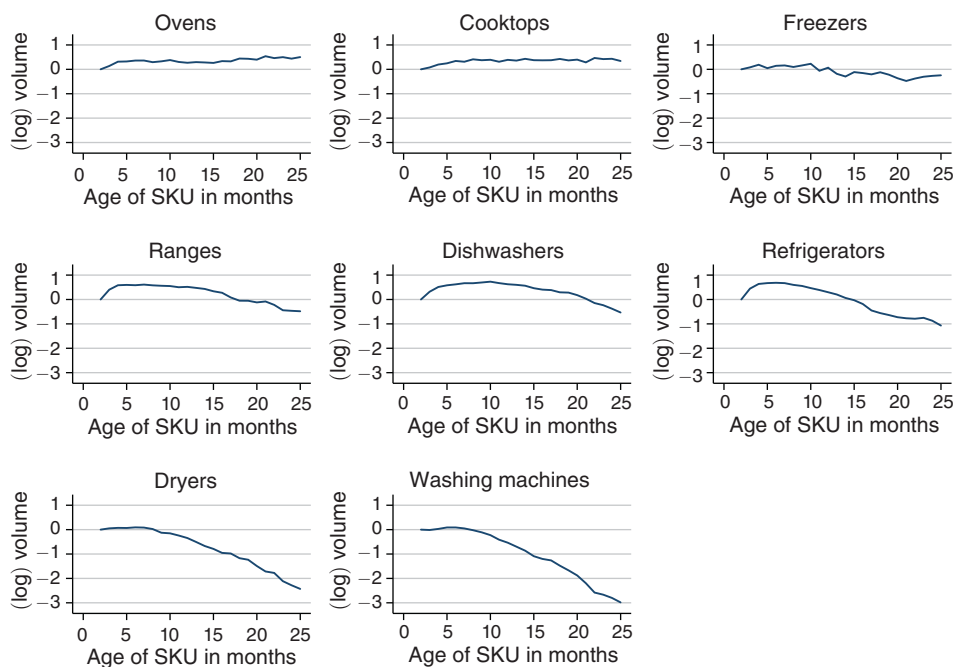 Ovens
(log) volume
1
0
−1
−2
−3
0 5 10 15 20 25
Age of SKU in months
Cooktops
(log) volume
1
0
−1
−2
−3
0 5 10 15 20 25
Age of SKU in months
Freezers
(log) volume
1
0
−1
−2
−3
0 5 10 15 20 25
Age of SKU in months
Ranges
(log) volume
1
0
−1
−2
−3
0 5 10 15 20 25
Age of SKU in months
Dishwashers
(log) volume
1
0
−1
−2
−3
0 5 10 15 20 25
Age of SKU in months
Refrigerators
(log) volume
1
0
−1
−2
−3
0 5 10 15 20 25
Age of SKU in months
Dryers
(log) volume
1
0
−1
−2
−3
0 5 10 15 20 25
Age of SKU in months
Washing machines
(log) volume
1
0
−1
−2
−3
0 5 10 15 20 25
Age of SKU in months